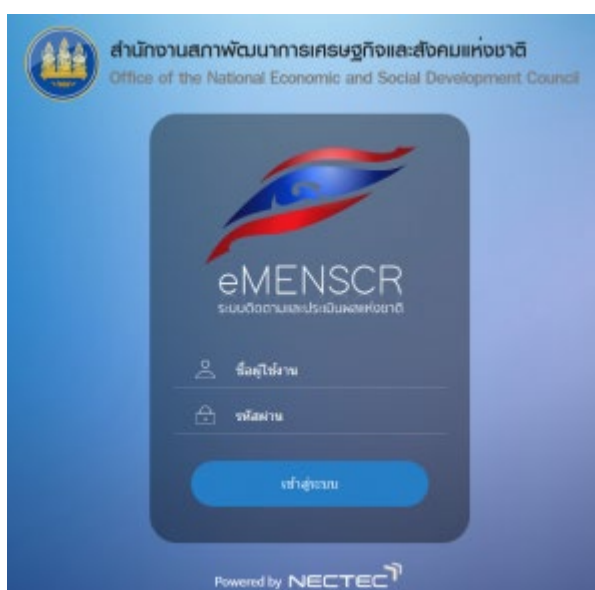 สำนักงานสภาพัฒนาการเศรษฐกิจและสังคมแห่งชาติ
Office of the National Economic and Social Development Council
eMENSCR
ระบบติดตามและประเมินผลแห่งชาติ
ชื่อผู้ใช้งาน
รหัสผ่าน
เข้าสู่ระบบ
Powered by NECTEC